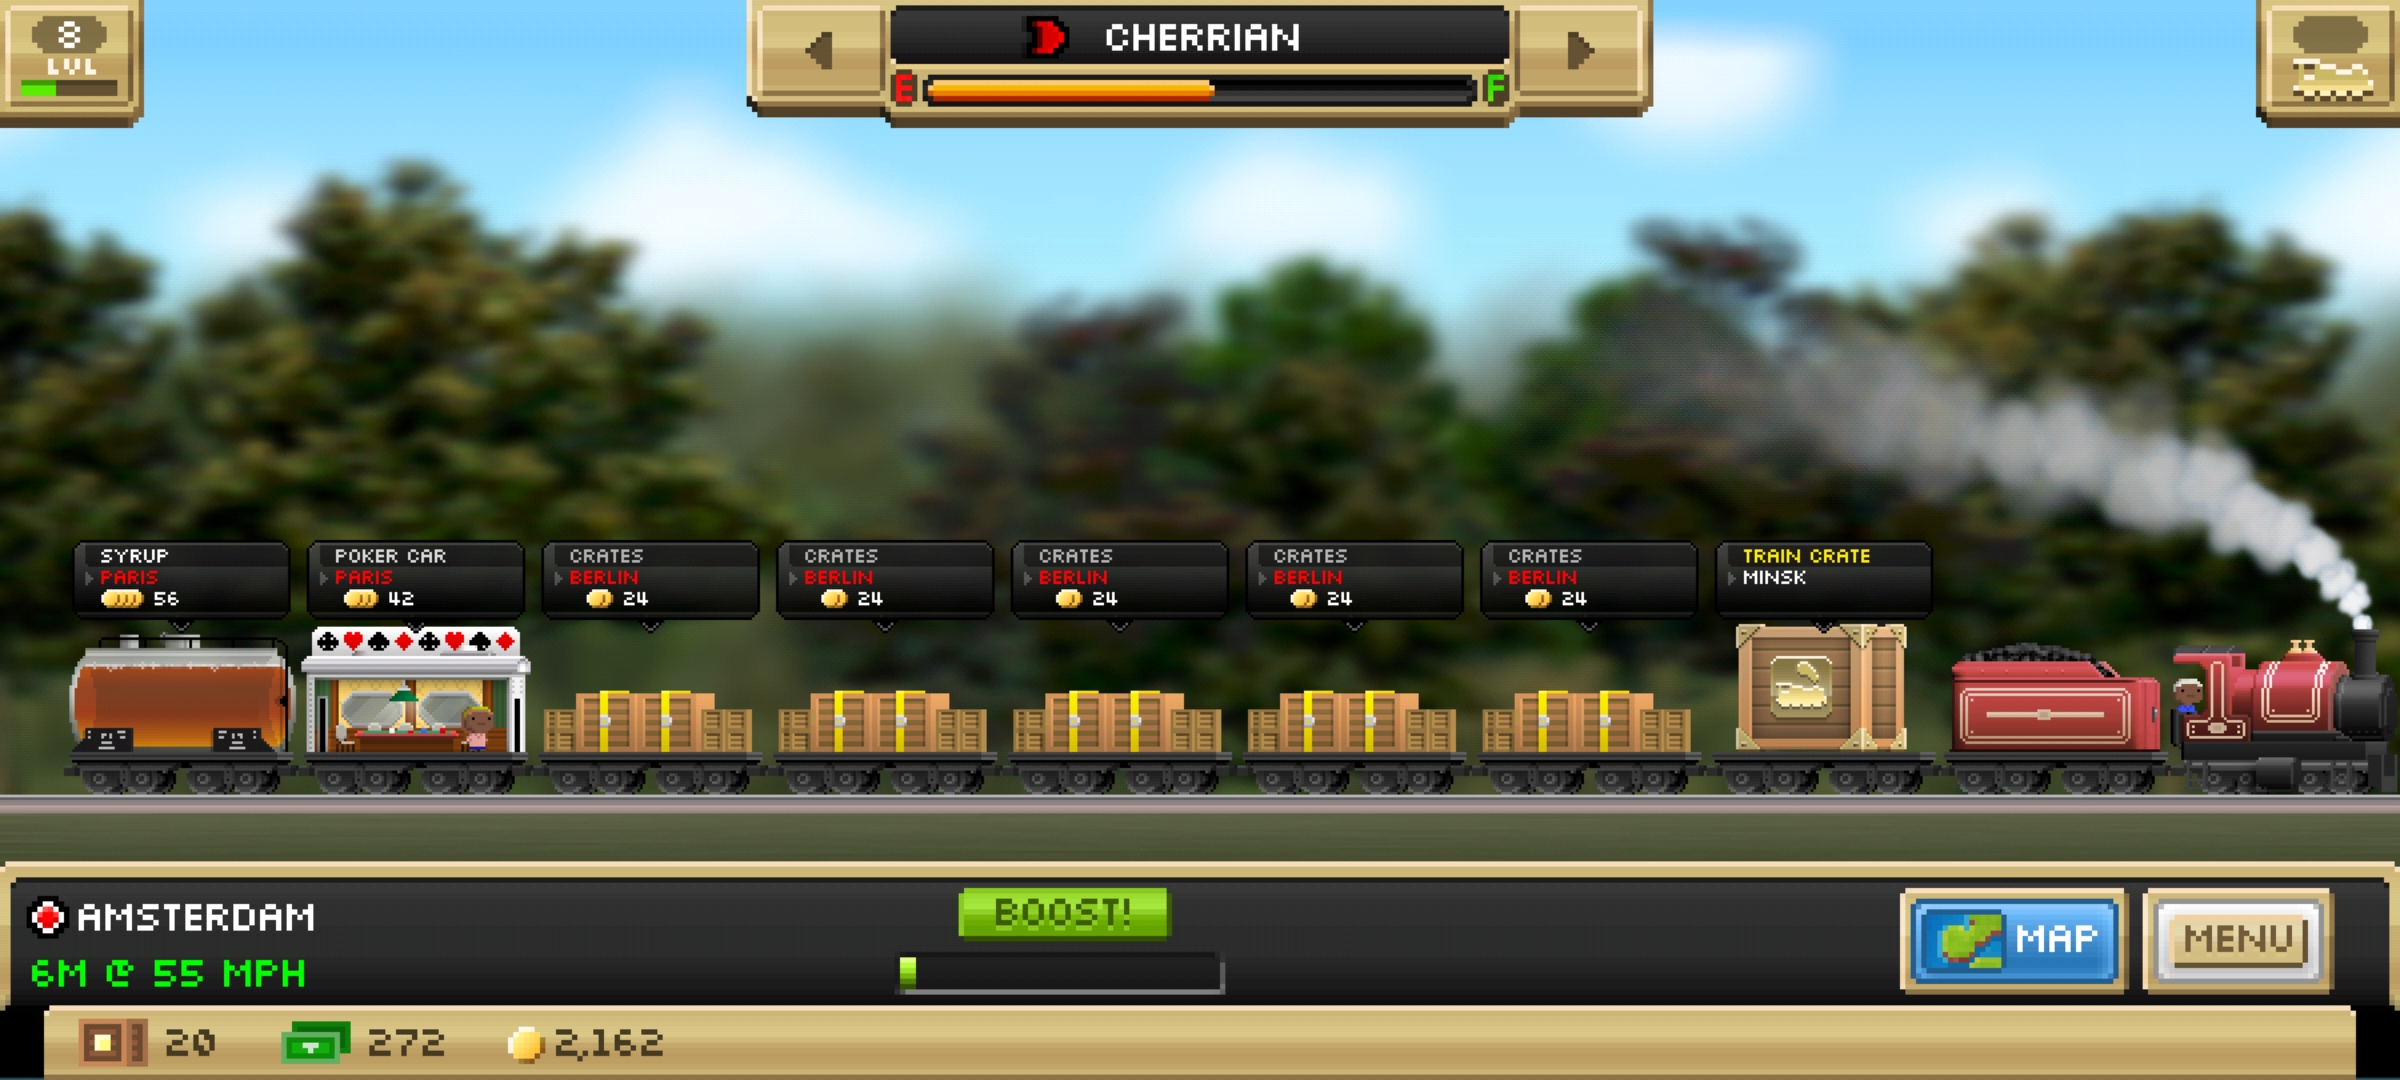 8
LVL
CHERRIAN
E
F
SYRUP
PARIS
56
POKER CAR
PARIS
42
CRATES
BERLIN
24
CRATES
BERLIN
24
CRATES
BERLIN
24
CRATES
BERLIN
24
CRATES
BERLIN
24
TRAIN CRATE
MINSK
AMSTERDAM
6M @ 55 MPH
BOOST!
MAP
MENU
20
272
2,162